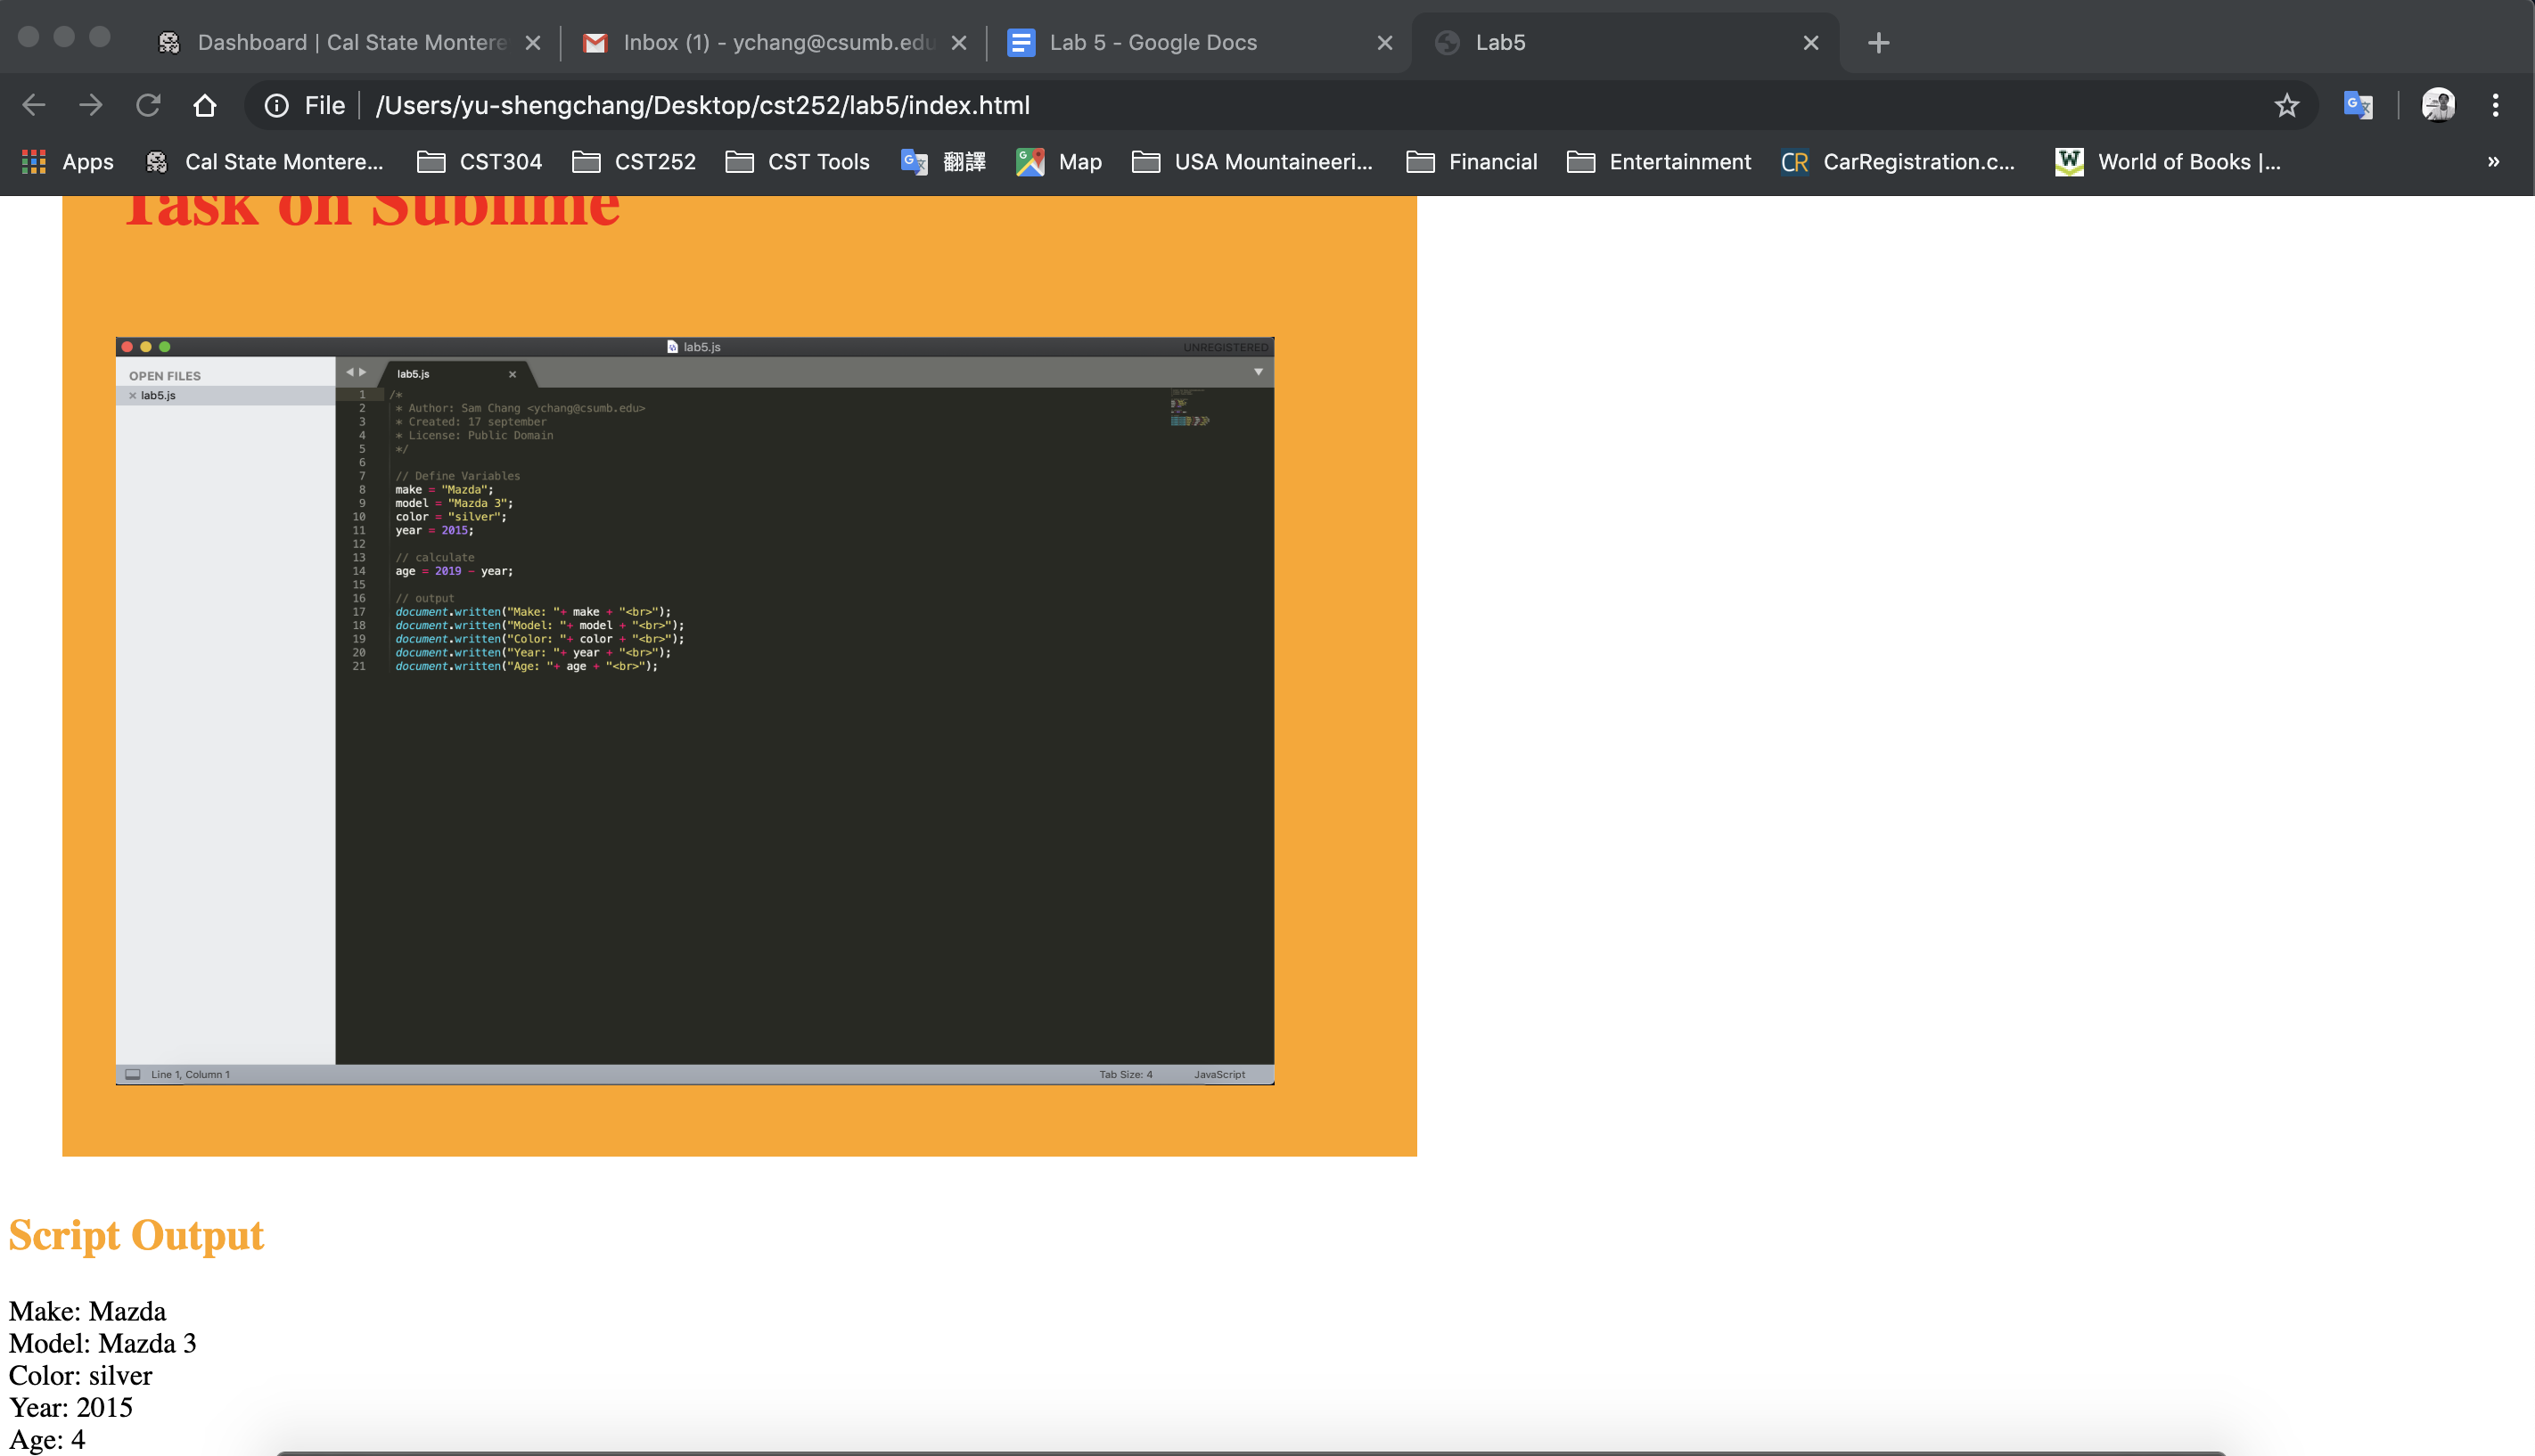 Dashboard | Cal State Montere
Inbox (1) - ychang@csumb.edu
Lab 5 - Google Docs
Lab5
File
/Users/yu-shengchang/Desktop/cst252/lab5/index.html
Apps
Cal State Montere...
CST304
CST252
CST Tools
翻譯
Map
USA Mountaineeri...
Financial
Entertainment
CR
CarRegistration.c...
W
World of Books |...
»
Task on Sublime
lab5.js
UNREGISTERED
OPEN FILES
lab5.js
lab5.js
1 /*
2 * Author: Sam Chang <ychang@csumb.edu>
3 * Created: 17 september
4 * License: Public Domain
5 */
6
7 // Define Variables
8 make = "Mazda";
9 model = "Mazda 3";
10 color = "silver";
11 year = 2015;
12
13 // calculate
14 age = 2019 - year;
15
16 // output
17 document.written("Make: "+ make + "<br>");
18 document.written("Model: "+ model + "<br>");
19 document.written("Color: "+ color + "<br>");
20 document.written("Year: "+ year + "<br>");
21 document.written("Age: "+ age + "<br>");
Line 1, Column 1
Tab Size: 4
JavaScript
Script Output
Make: Mazda
Model: Mazda 3
Color: silver
Year: 2015
Age: 4